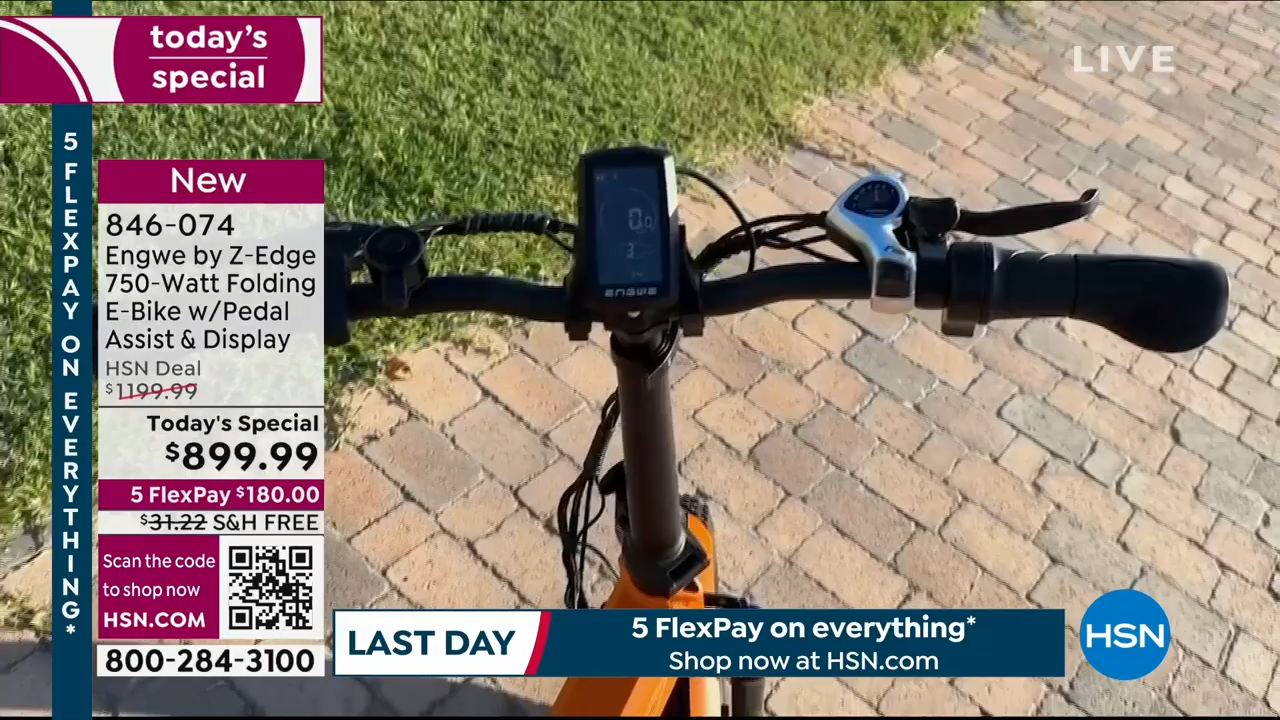 today's
special
LIVE
5 FLEXPAY ON EVERYTHING*
New
846-074
Engwe by Z-Edge
750-Watt Folding
E-Bike w/Pedal
Assist & Display
HSN Deal
$1199.99
Today's Special
$899.99
5 FlexPay $180.00
$31.22 S&H FREE
Scan the code
to shop now
HSN.COM
800-284-3100
0.0
3
ENGWE
LAST DAY
5 FlexPay on everything*
Shop now at HSN.com
HSN